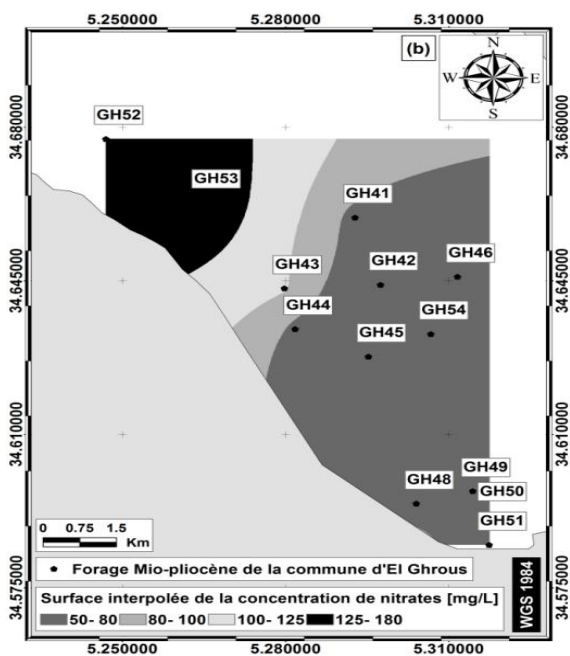 5.250000 5.280000 5.310000
(b)
N
W E
S
34.680000 34.680000
GH52
GH53
GH41
GH43
GH42
GH46
34.645000 34.645000
GH44
GH54
GH45
34.610000 34.610000
GH49
GH48
GH50
GH51
0 0.75 1.5
Km
34.575000 34.575000
Forage Mio-pliocène de la commune d'El Ghrous
Surface interpolée de la concentration de nitrates [mg/L]
50- 80 80- 100 100- 125 125- 180
WGS 1984
5.250000 5.280000 5.310000